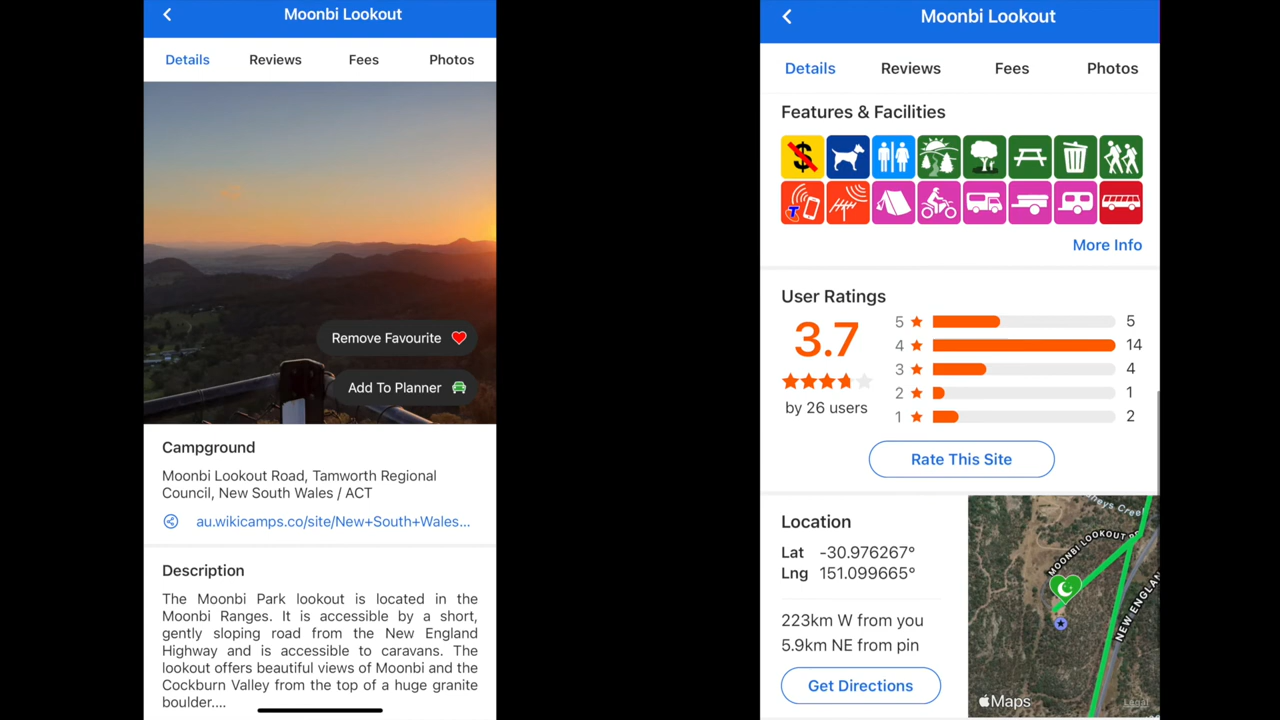 Moonbi Lookout
Details
Reviews
Fees
Photos
Remove Favourite
Add To Planner
Campground
Moonbi Lookout Road, Tamworth Regional
Council, New South Wales / ACT
au.wikicamps.co/site/New+South+Wales...
Description
The Moonbi Park lookout is located in the
Moonbi Ranges. It is accessible by a short,
gently sloping road from the New England
Highway and is accessible to caravans. The
lookout offers beautiful views of Moonbi and the
Cockburn Valley from the top of a huge granite
boulder....
Moonbi Lookout
Details
Reviews
Fees
Photos
Features & Facilities
$
T
More Info
User Ratings
3.7
by 26 users
5 5
4 14
3 4
2 1
1 2
Rate This Site
Location
Lat -30.976267°
Lng 151.099665°
223km W from you
5.9km NE from pin
Get Directions
MOONBI LOOKOUT
NEW ENGLAND
Maps
Legal